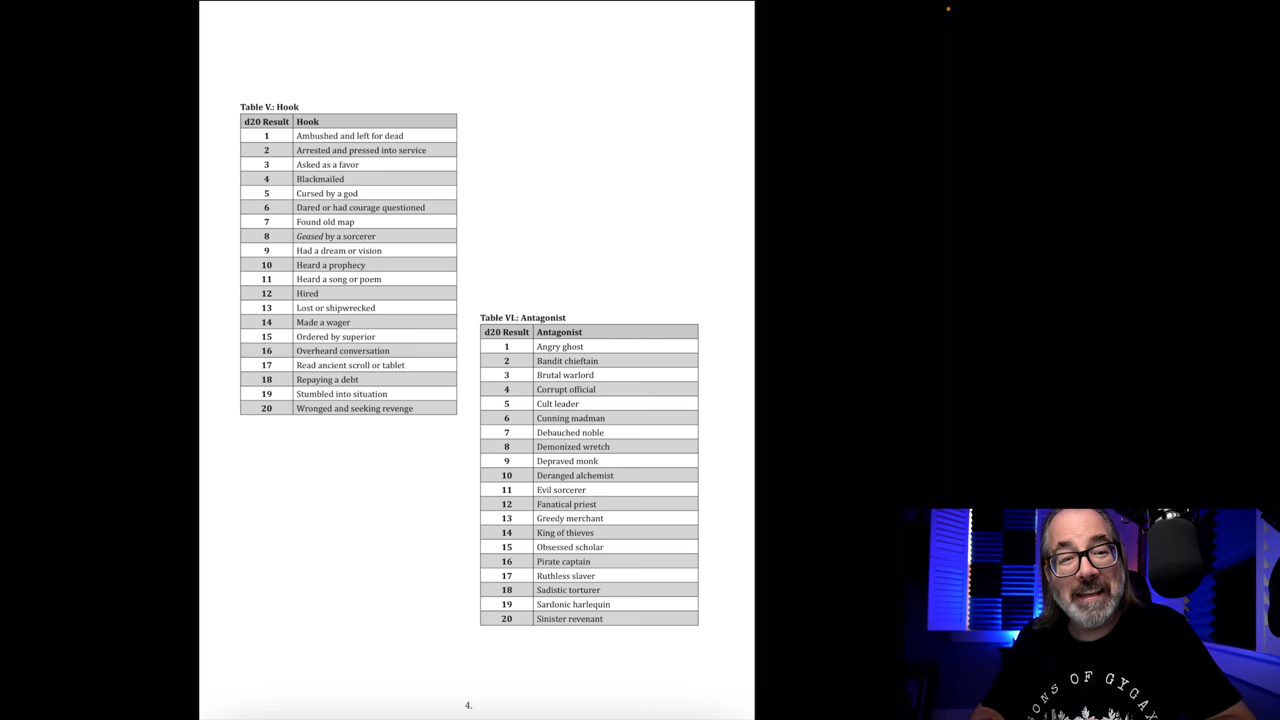 Table V.: Hook
d20 Result Hook
1 Ambushed and left for dead
2 Arrested and pressed into service
3 Asked as a favor
4 Blackmailed
5 Cursed by a god
6 Dared or had courage questioned
7 Found old map
8 Geased by a sorcerer
9 Had a dream or vision
10 Heard a prophecy
11 Heard a song or poem
12 Hired
13 Lost or shipwrecked
14 Made a wager
15 Ordered by superior
16 Overheard conversation
17 Read ancient scroll or tablet
18 Repaying a debt
19 Stumbled into situation
20 Wronged and seeking revenge
Table VI.: Antagonist
d20 Result Antagonist
1 Angry ghost
2 Bandit chieftain
3 Brutal warlord
4 Corrupt official
5 Cult leader
6 Cunning madman
7 Debauched noble
8 Demonized wretch
9 Depraved monk
10 Deranged alchemist
11 Evil sorcerer
12 Fanatical priest
13 Greedy merchant
14 King of thieves
15 Obsessed scholar
16 Pirate captain
17 Ruthless slaver
18 Sadistic torturer
19 Sardonic harlequin
20 Sinister revenant
4.
OF GYGAX